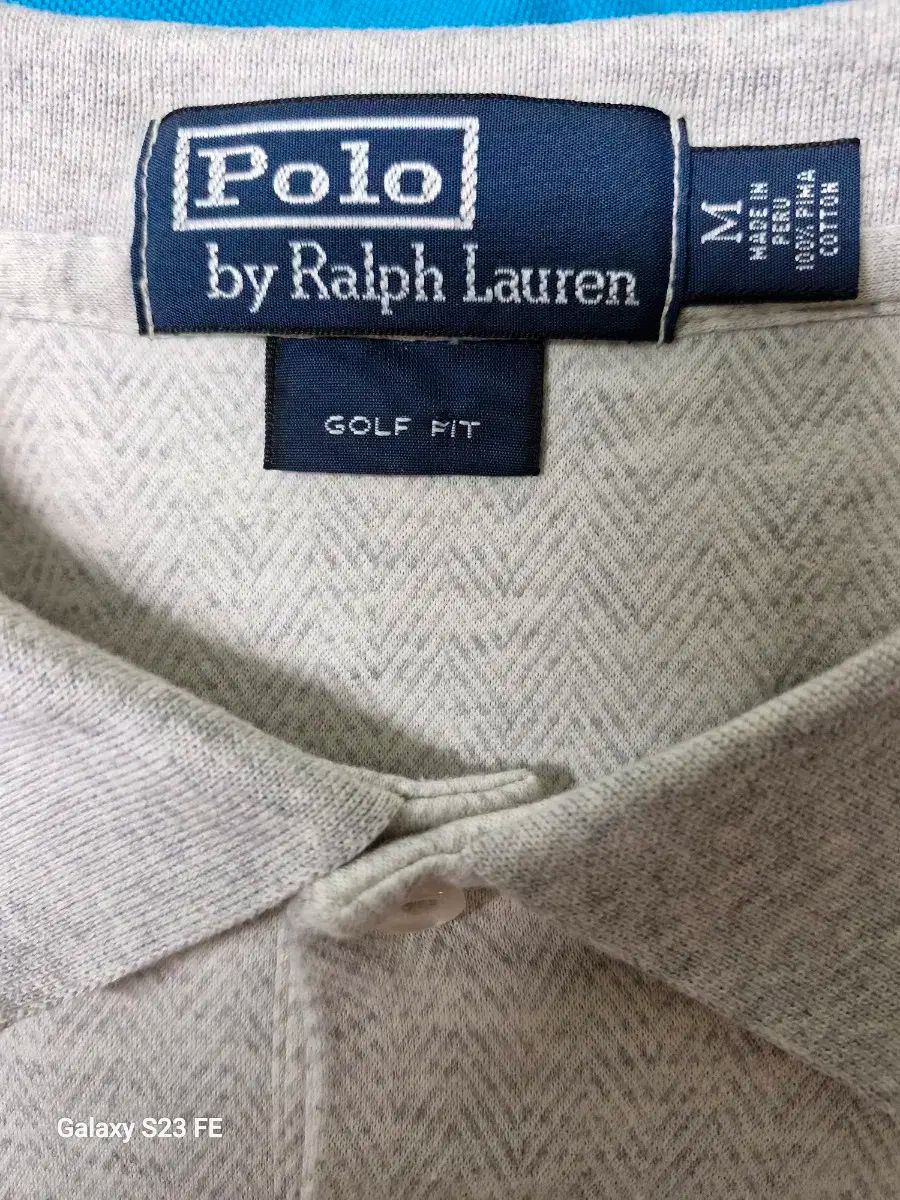 Polo
by Ralph Lauren
M
MADE IN
PERU
100% PIMA
COTTON
GOLF FIT
Galaxy S23 FE